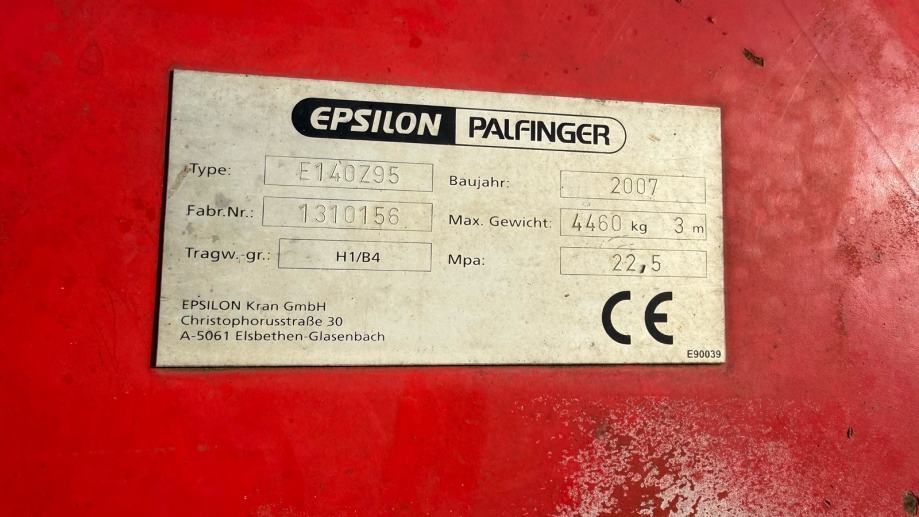 EPSILON PALFINGER
Type: E140Z95
Baujahr: 2007
Fabr.Nr.: 1310156
Max. Gewicht: 4460 kg 3 m
Tragw.-gr.: H1/B4
Mpa: 22,5
EPSILON Kran GmbH
Christophorusstraße 30
A-5061 Elsbethen-Glasenbach
CE
E90039